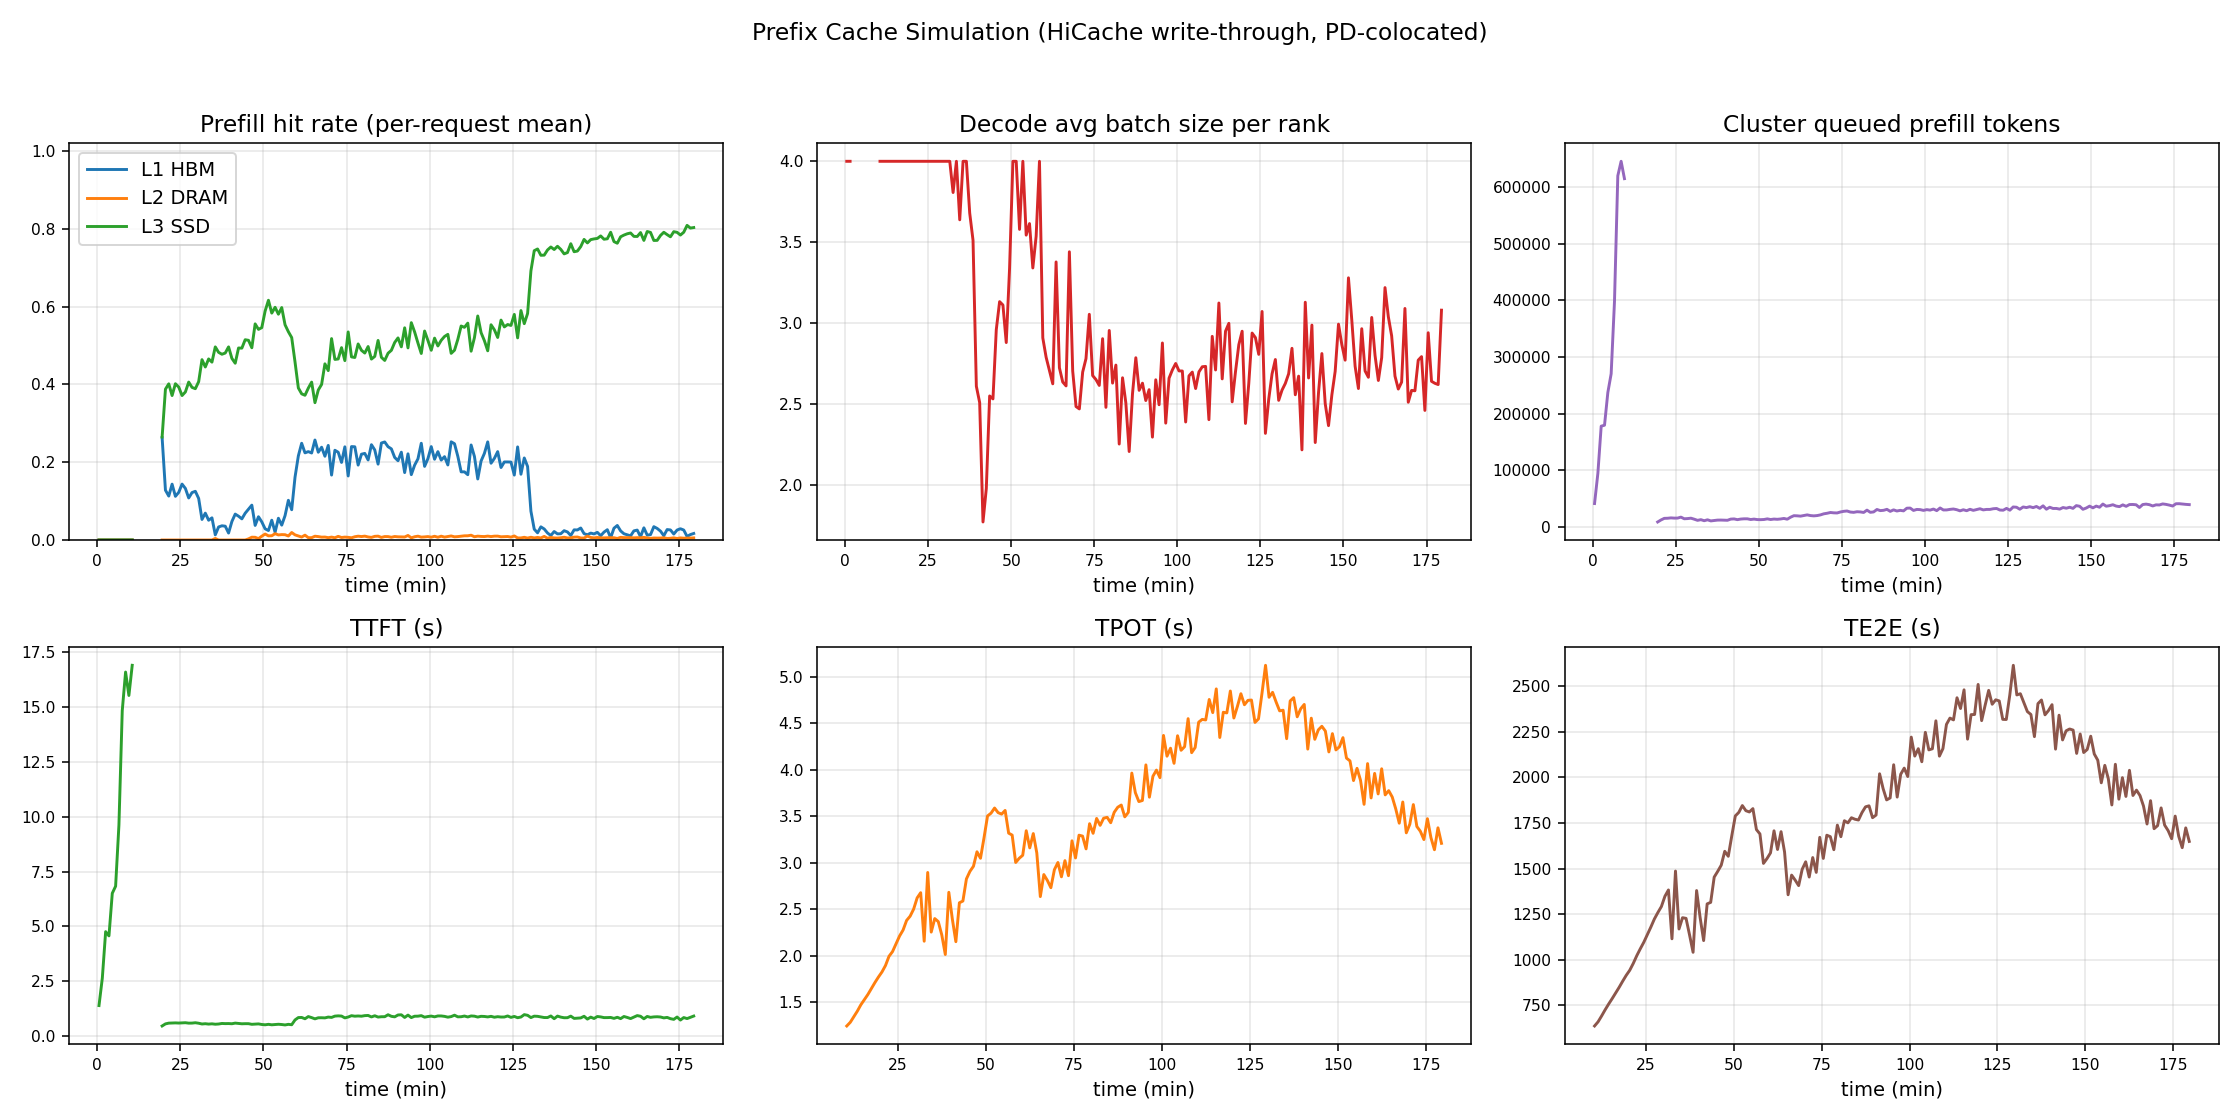 Prefix Cache Simulation (HiCache write-through, PD-colocated)
Prefill hit rate (per-request mean)
1.0
0.8
0.6
0.4
0.2
0.0
L1 HBM
L2 DRAM
L3 SSD
0 25 50 75 100 125 150 175
time (min)
Decode avg batch size per rank
4.0
3.5
3.0
2.5
2.0
0 25 50 75 100 125 150 175
time (min)
Cluster queued prefill tokens
600000
500000
400000
300000
200000
100000
0
0 25 50 75 100 125 150 175
time (min)
TTFT (s)
17.5
15.0
12.5
10.0
7.5
5.0
2.5
0.0
0 25 50 75 100 125 150 175
time (min)
TPOT (s)
5.0
4.5
4.0
3.5
3.0
2.5
2.0
1.5
25 50 75 100 125 150 175
time (min)
TE2E (s)
2500
2250
2000
1750
1500
1250
1000
750
25 50 75 100 125 150 175
time (min)